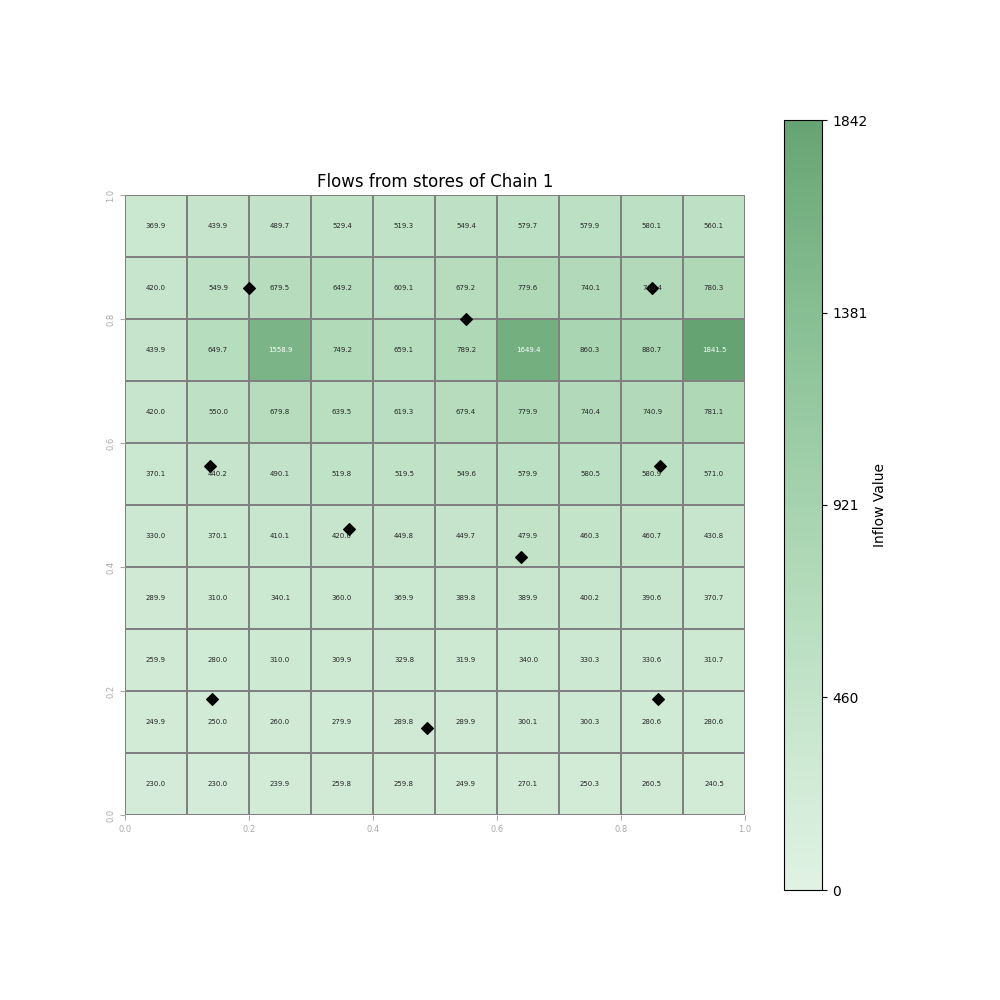 Flows from stores of Chain 1
1.0
369.9 439.9 489.7 529.4 519.3 549.4 579.7 579.9 580.1 560.1
420.0 549.9 679.5 649.2 609.1 679.2 779.6 740.1 780.3
0.8
439.9 649.7 1558.9 749.2 659.1 789.2 1649.4 860.3 880.7 1841.5
420.0 550.0 679.8 639.5 619.3 679.4 779.9 740.4 740.9 781.1
0.6
370.1 440.2 490.1 519.8 519.5 549.6 579.9 580.5 571.0
330.0 370.1 410.1 449.8 449.7 479.9 460.3 460.7 430.8
0.4
289.9 310.0 340.1 360.0 369.9 389.8 389.9 400.2 390.6 370.7
259.9 280.0 310.0 309.9 329.8 319.9 340.0 330.3 330.6 310.7
0.2
249.9 250.0 260.0 279.9 289.8 289.9 300.1 300.3 280.6 280.6
230.0 230.0 239.9 259.8 259.8 249.9 270.1 250.3 260.5 240.5
0.0
0.0 0.2 0.4 0.6 0.8 1.0
1842
1381
921
460
0
Inflow Value